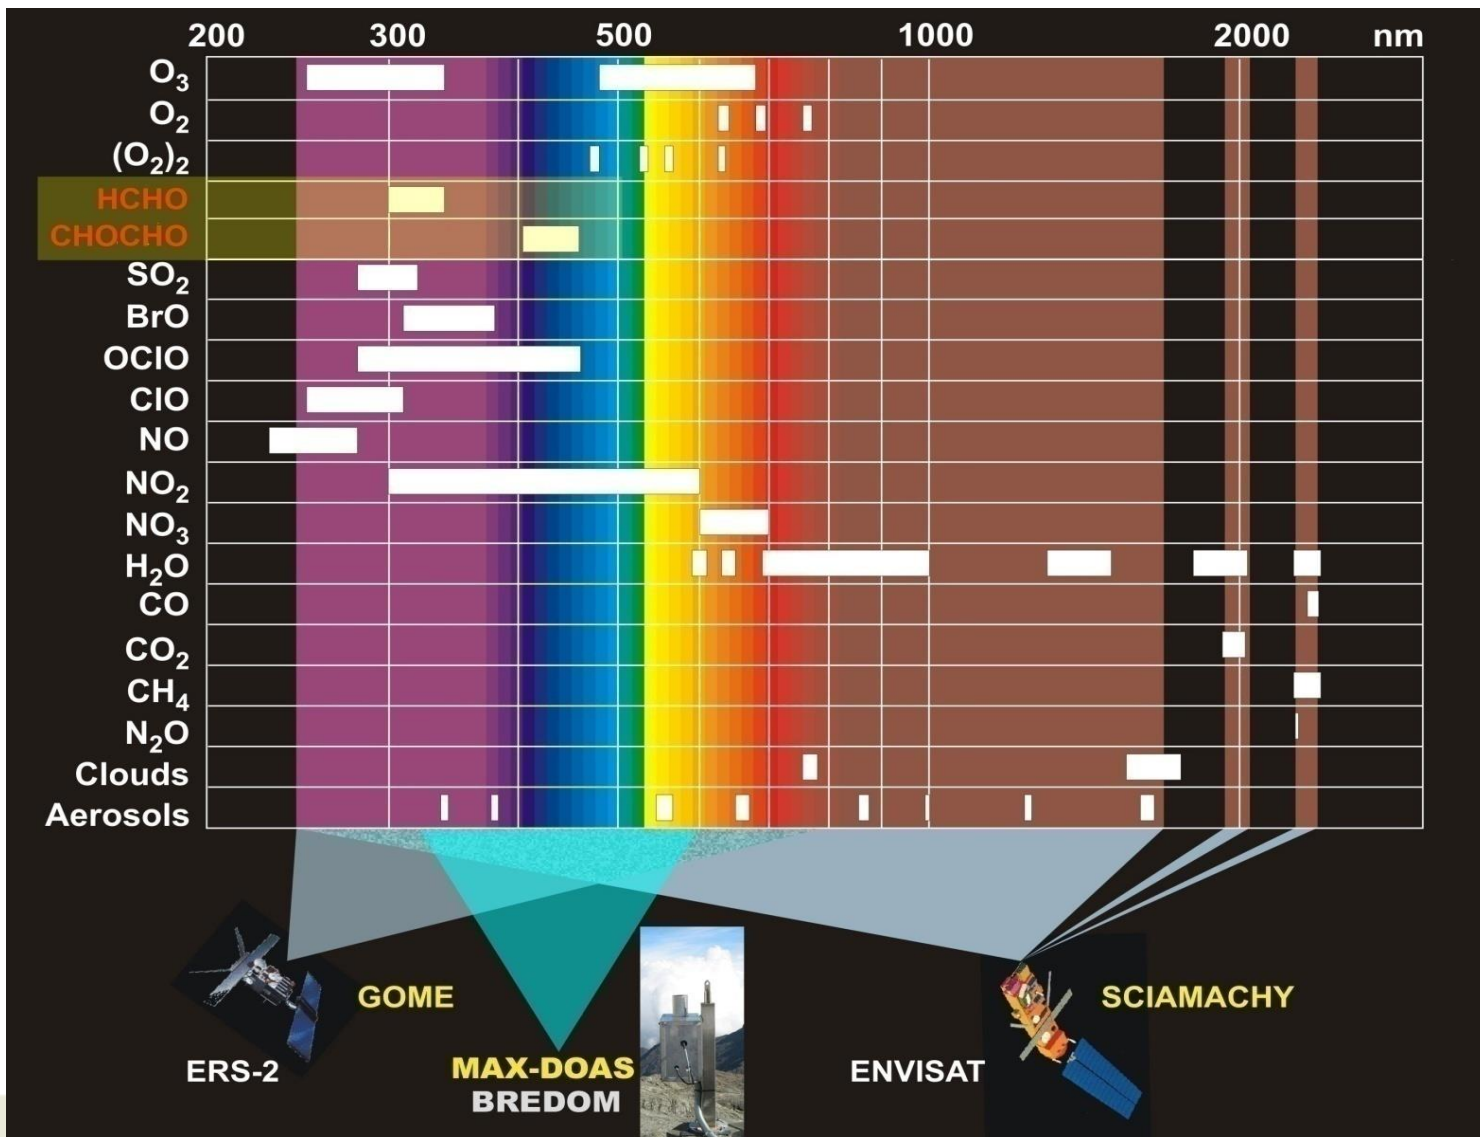 200 300 500 1000 2000 nm
O₃
O₂
(O₂)₂
HCHO
CHOCHO
SO₂
BrO
OClO
ClO
NO
NO₂
NO₃
H₂O
CO
CO₂
CH₄
N₂O
Clouds
Aerosols
GOME
SCIAMACHY
ERS-2
MAX-DOAS
ENVISAT
BREDOM